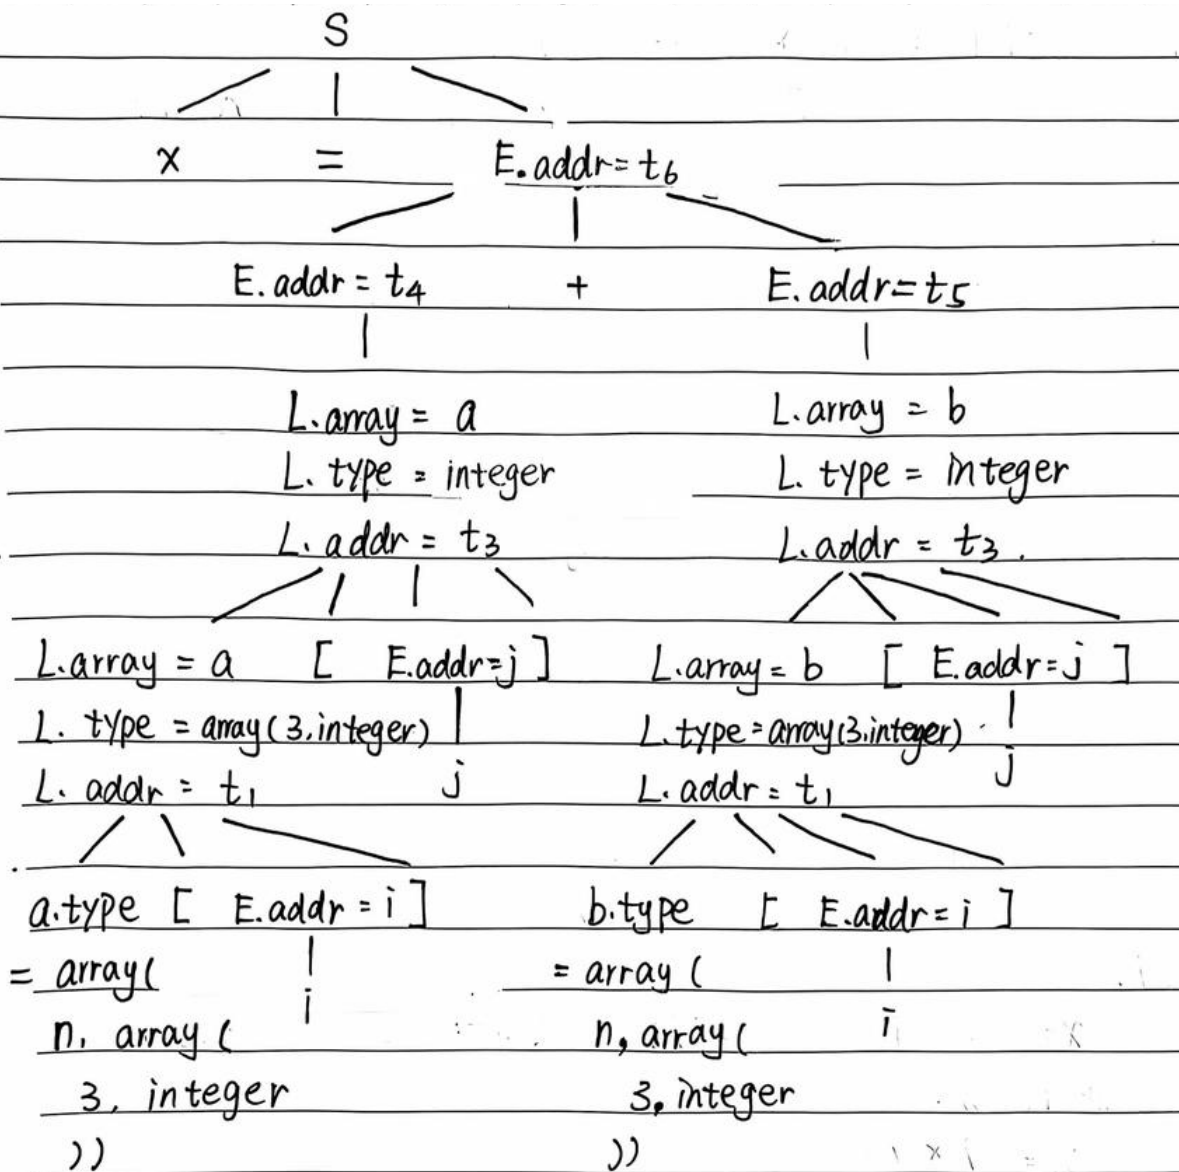 S
x = E.addr = t6
E.addr = t4 + E.addr = t5
L.array = a L.array = b
L. type = integer L. type = integer
L. addr = t3 L.addr = t3 .
L.array = a [ E.addr=j ] L.array = b [ E.addr=j ]
L. type = array(3,integer) L.type = array(3,integer)
j j
L. addr = t1 L.addr = t1
a.type [ E.addr = i ] b.type [ E.addr = i ]
= array( = array (
i i
n, array ( n, array (
3, integer 3, integer
)) ))